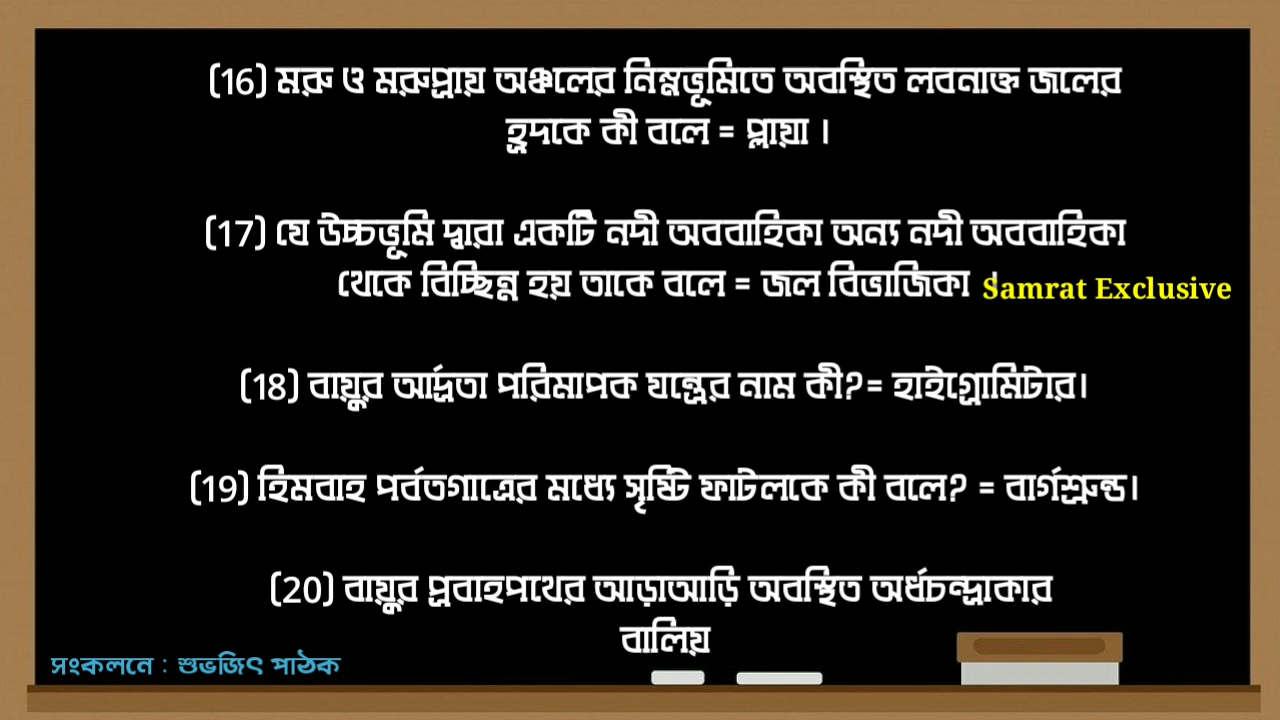 (16) মরু ও মরুপ্রায় অঞ্চলের নিম্নভূমিতে অবস্থিত লবনাক্ত জলের
হ্রদকে কী বলে = প্লায়া ।
(17) যে উচ্চভূমি দ্বারা একটি নদী অববাহিকা অন্য নদী অববাহিকা
থেকে বিচ্ছিন্ন হয় তাকে বলে = জল বিভাজিকা ।
Samrat Exclusive
(18) বায়ুর আর্দ্রতা পরিমাপক যন্ত্রের নাম কী?= হাইগ্রোমিটার।
(19) হিমবাহ পর্বতগাত্রের মধ্যে সৃষ্টি ফাটলকে কী বলে? = বার্গশ্রুন্ড।
(20) বায়ুর প্রবাহপথের আড়াআড়ি অবস্থিত অর্ধচন্দ্রাকার
বালিয়
সংকলনে : শুভজিৎ পাঠক